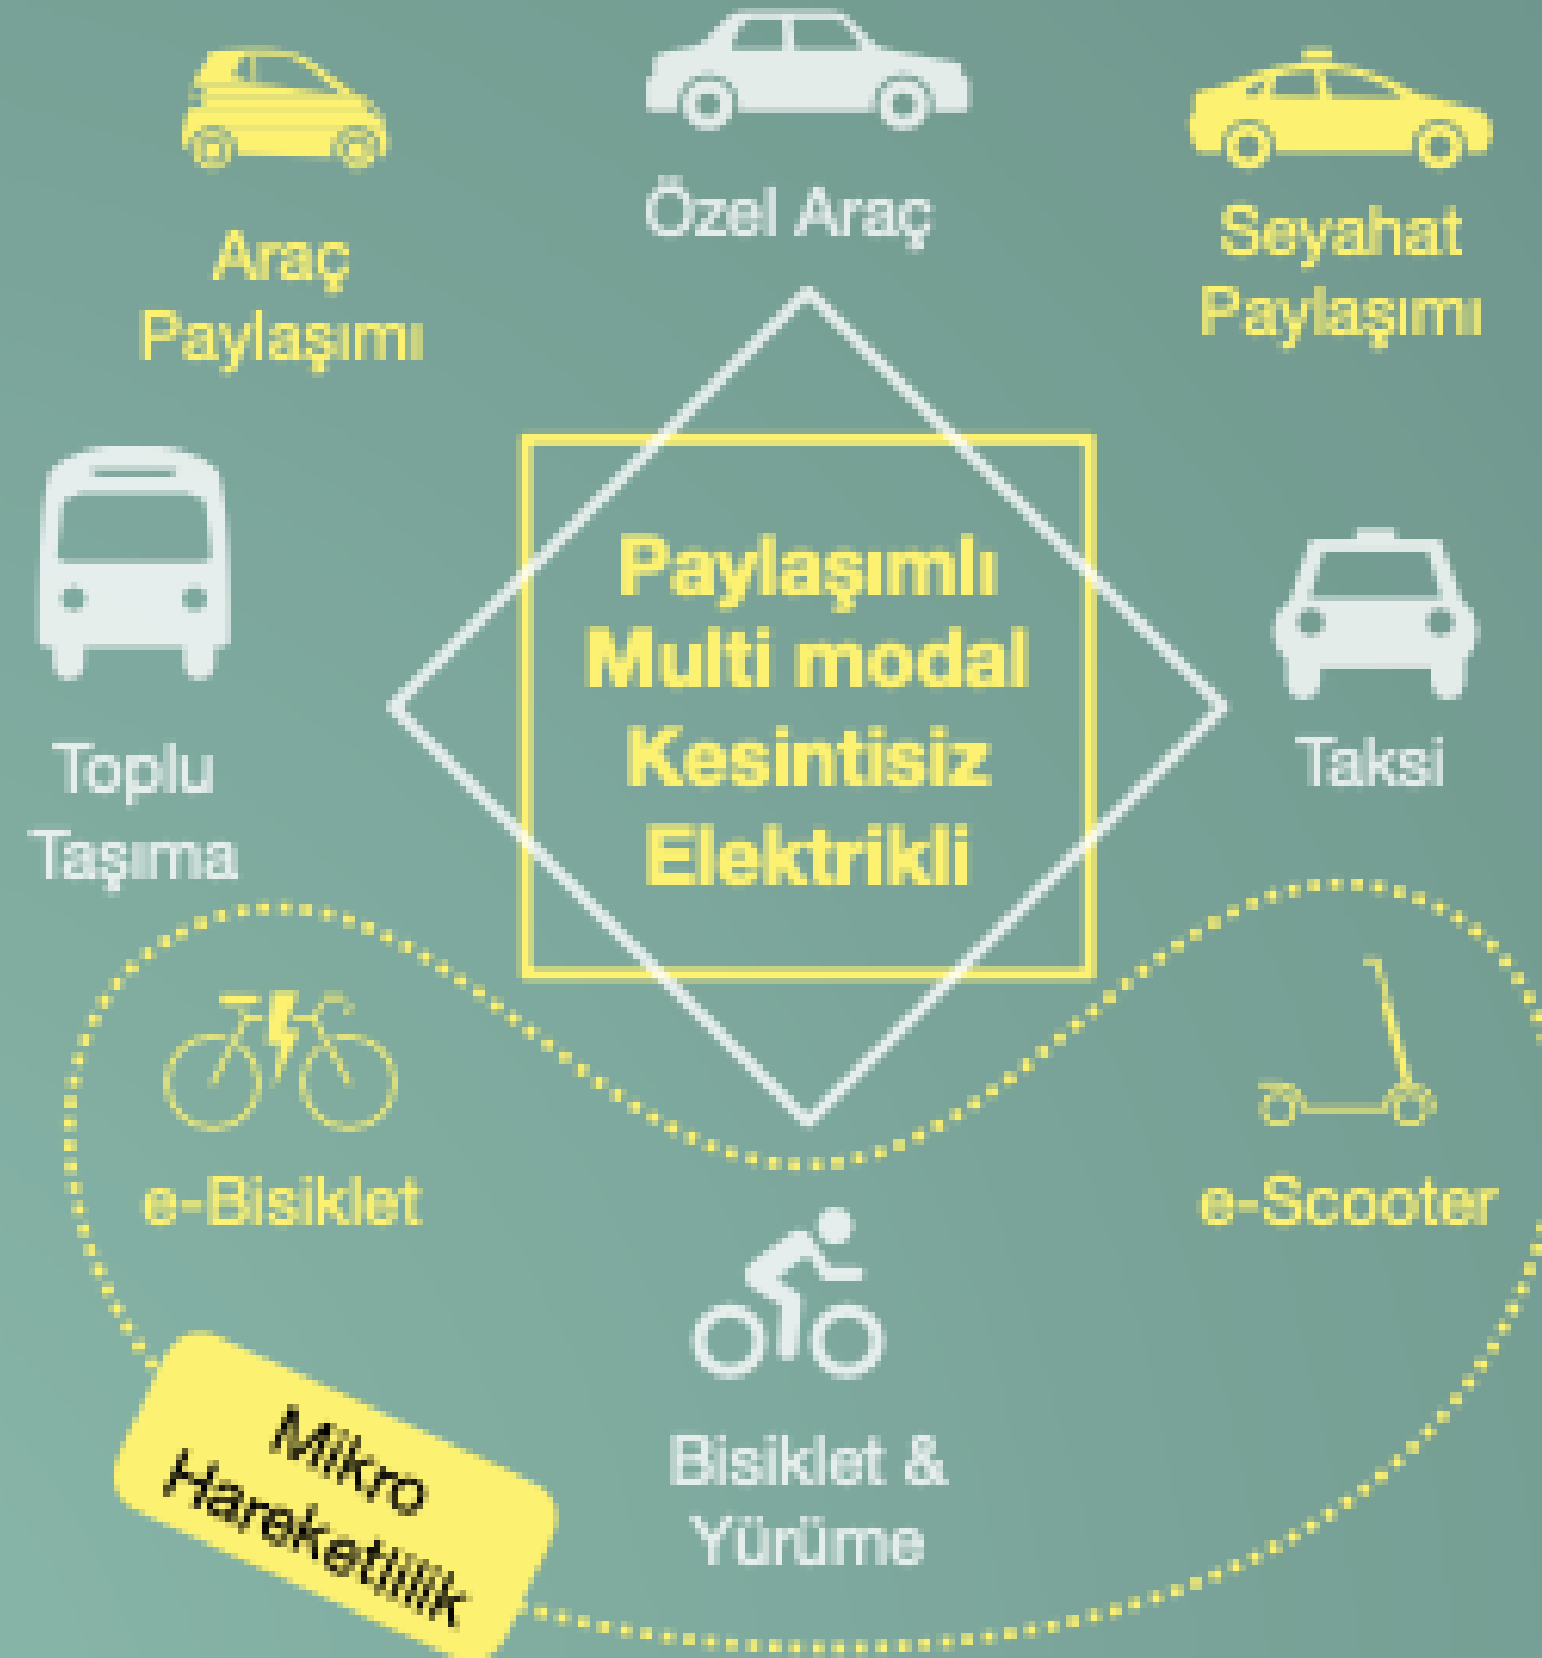 Özel Araç
Araç
Paylaşımı
Seyahat
Paylaşımı
Paylaşımlı
Multi modal
Kesintisiz
Elektrikli
Toplu
Taşıma
Taksi
e-Bisiklet
e-Scooter
Bisiklet &
Yürüme
Mikro
Hareketlilik